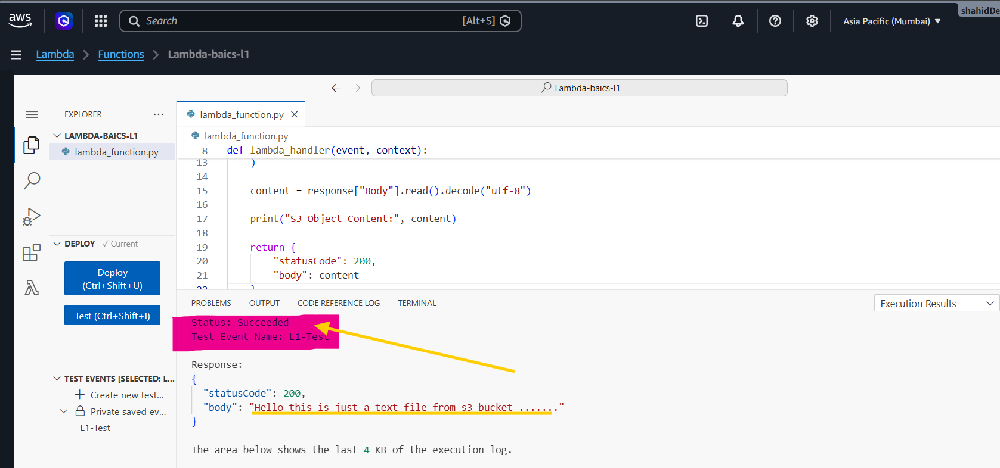 shahidDe
aws
Search
[Alt+S]
Asia Pacific (Mumbai)
Lambda
Functions
Lambda-baics-l1
Lambda-baics-l1
EXPLORER
LAMBDA-BAICS-L1
lambda_function.py
DEPLOY
Current
Deploy
(Ctrl+Shift+U)
Test (Ctrl+Shift+I)
TEST EVENTS [SELECTED: L...
Create new test...
Private saved ev...
L1-Test
lambda_function.py
lambda_function.py
8 def lambda_handler(event, context):
13 )
14
15 content = response["Body"].read().decode("utf-8")
16
17 print("S3 Object Content:", content)
18
19 return {
20 "statusCode": 200,
21 "body": content
22 }
PROBLEMS OUTPUT CODE REFERENCE LOG TERMINAL
Execution Results
Status: Succeeded
Test Event Name: L1-Test
Response:
{
"statusCode": 200,
"body": "Hello this is just a text file from s3 bucket ......."
}
The area below shows the last 4 KB of the execution log.